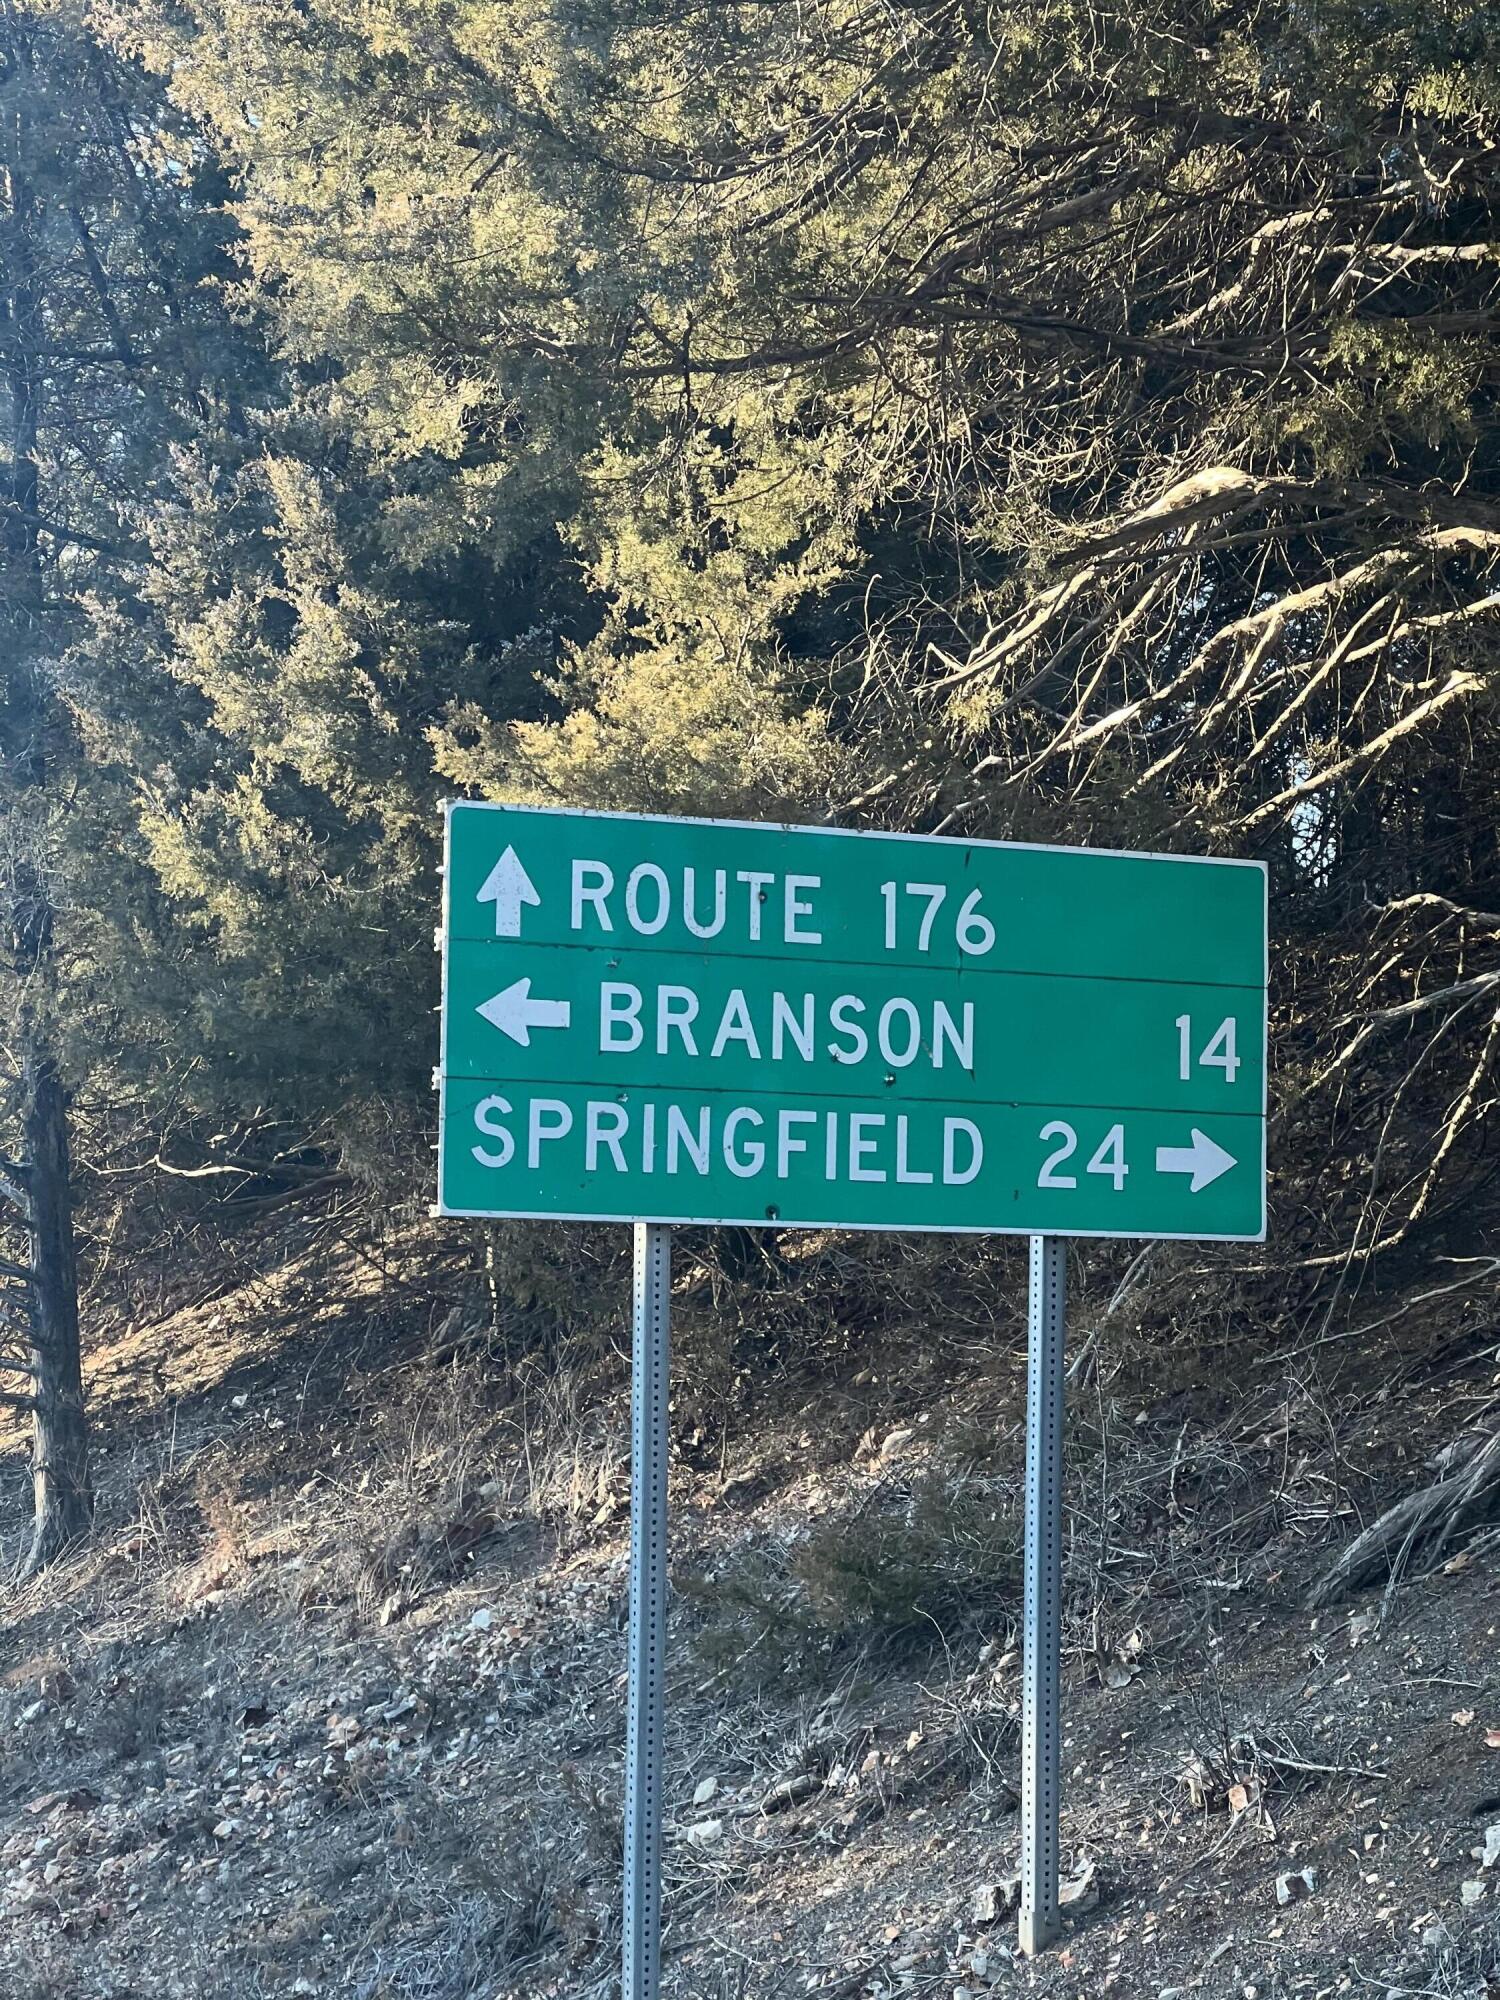 ↑ ROUTE 176
← BRANSON 14
SPRINGFIELD 24 →